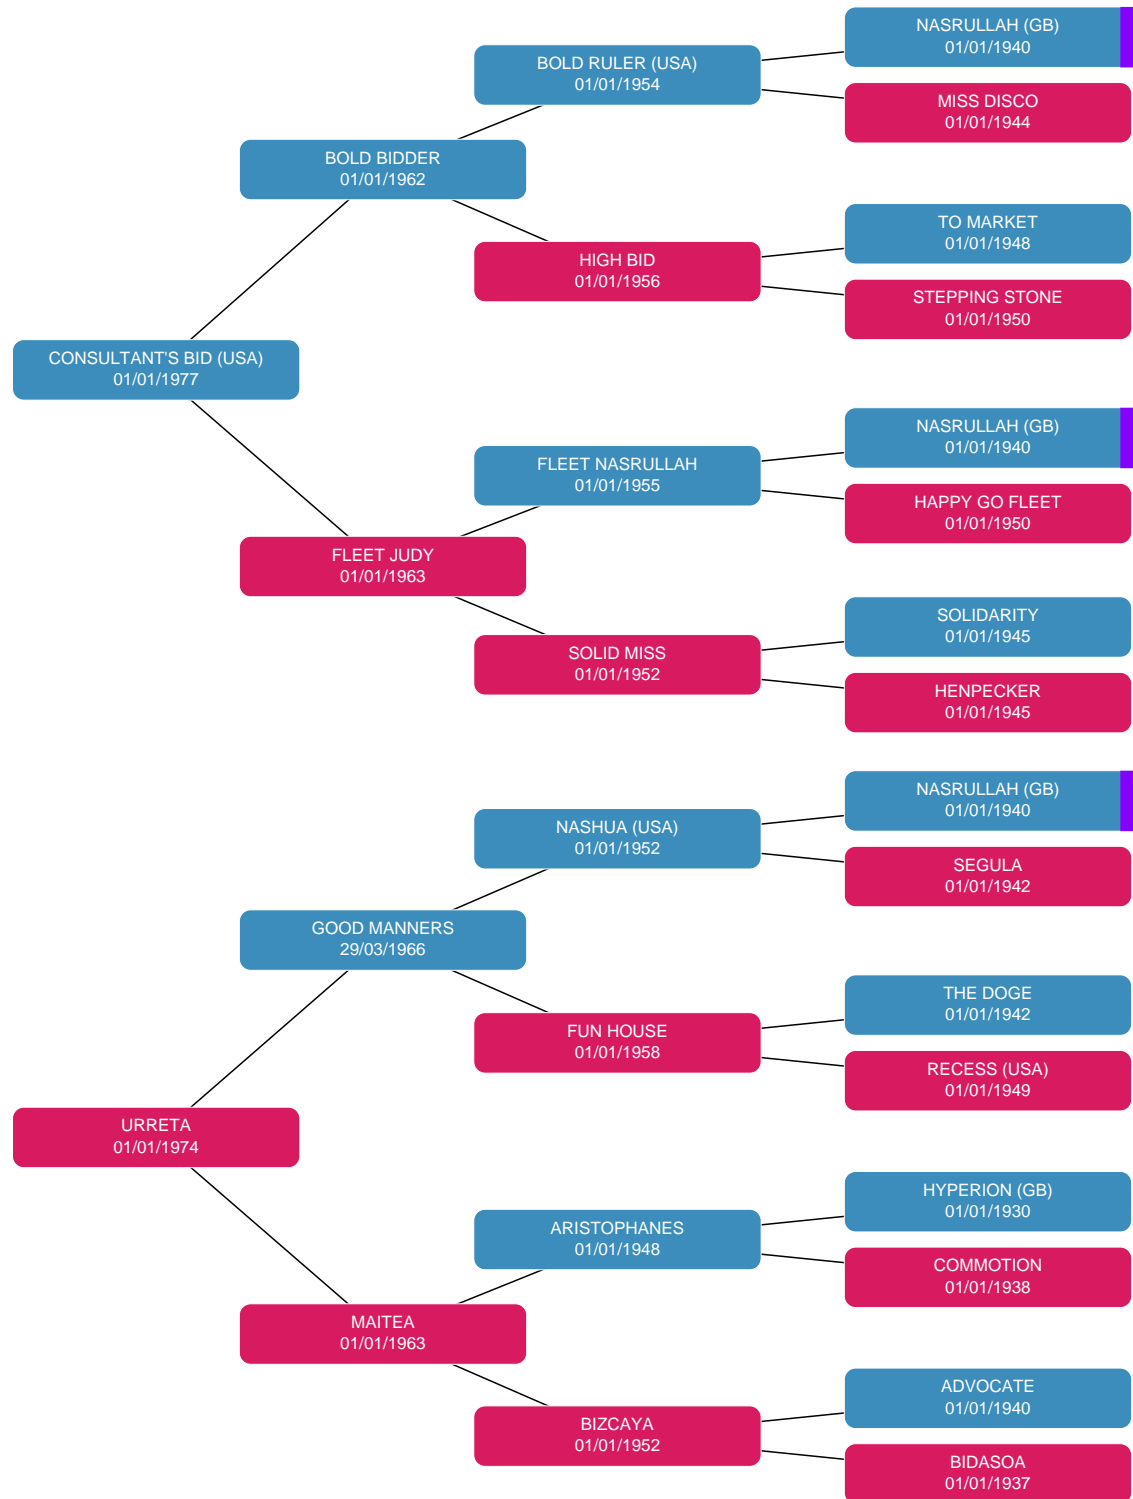 NASRULLAH (GB)
01/01/1940
BOLD RULER (USA)
01/01/1954
MISS DISCO
01/01/1944
BOLD BIDDER
01/01/1962
TO MARKET
01/01/1948
HIGH BID
01/01/1956
STEPPING STONE
01/01/1950
CONSULTANT'S BID (USA)
01/01/1977
NASRULLAH (GB)
01/01/1940
FLEET NASRULLAH
01/01/1955
HAPPY GO FLEET
01/01/1950
FLEET JUDY
01/01/1963
SOLIDARITY
01/01/1945
SOLID MISS
01/01/1952
HENPECKER
01/01/1945
NASRULLAH (GB)
01/01/1940
NASHUA (USA)
01/01/1952
SEGULA
01/01/1942
GOOD MANNERS
29/03/1966
THE DOGE
01/01/1942
FUN HOUSE
01/01/1958
RECESS (USA)
01/01/1949
URRETA
01/01/1974
HYPERION (GB)
01/01/1930
ARISTOPHANES
01/01/1948
COMMOTION
01/01/1938
MAITEA
01/01/1963
ADVOCATE
01/01/1940
BIZCAYA
01/01/1952
BIDASOA
01/01/1937